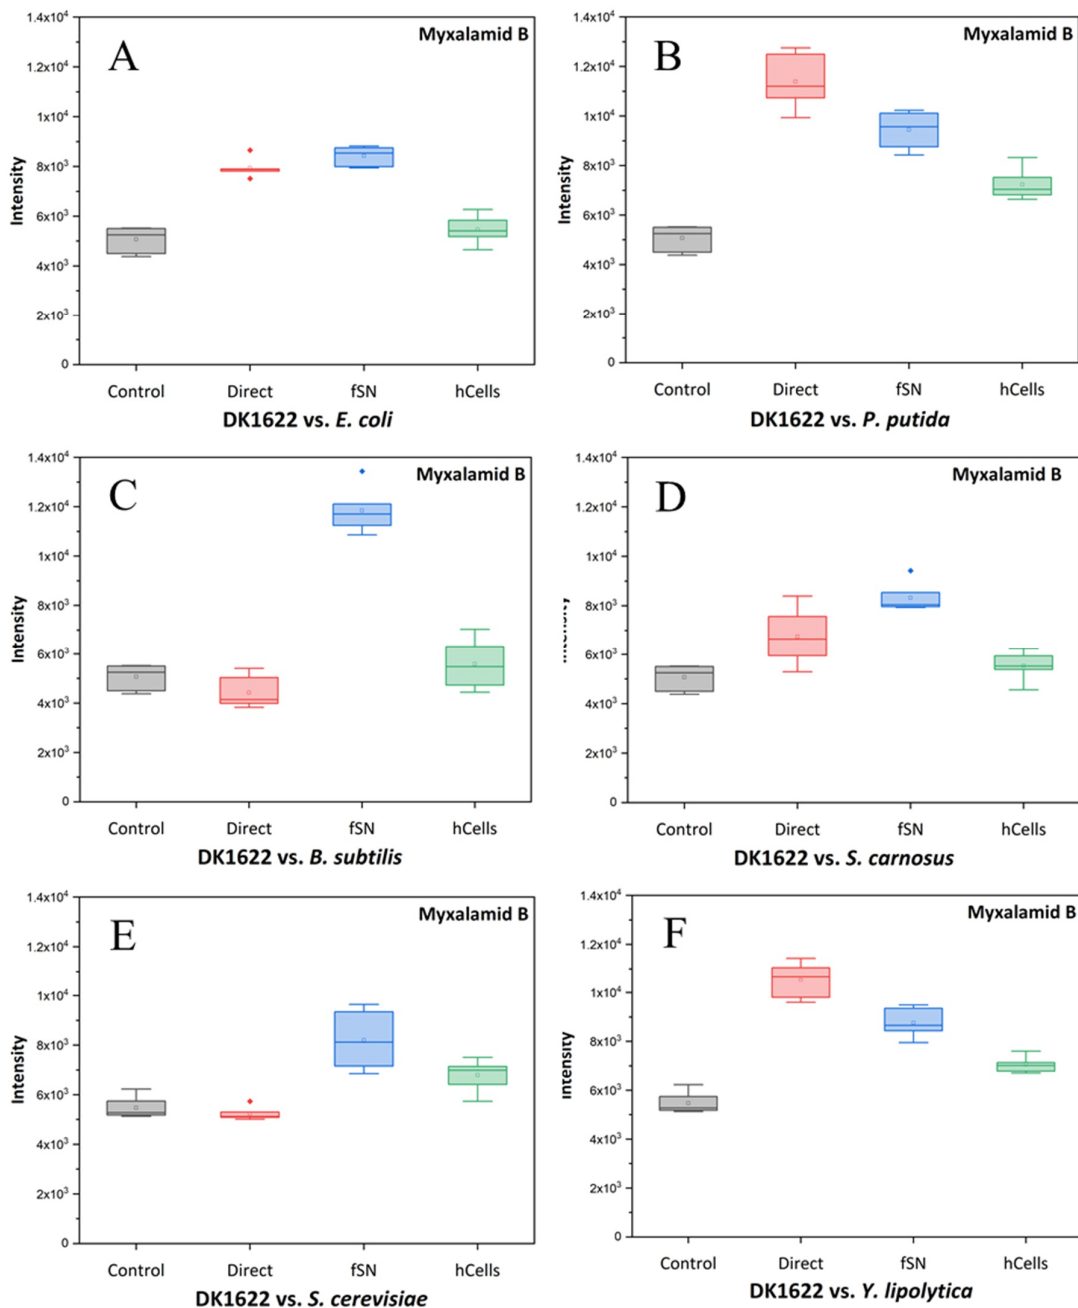 A
Myxalamid B
Intensity
1.4x10⁴
1.2x10⁴
1x10⁴
8x10³
6x10³
4x10³
2x10³
0
Control Direct fSN hCells
DK1622 vs. E. coli
B
Myxalamid B
Intensity
1.4x10⁴
1.2x10⁴
1x10⁴
8x10³
6x10³
4x10³
2x10³
0
Control Direct fSN hCells
DK1622 vs. P. putida
C
Myxalamid B
Intensity
1.4x10⁴
1.2x10⁴
1x10⁴
8x10³
6x10³
4x10³
2x10³
0
Control Direct fSN hCells
DK1622 vs. B. subtilis
D
Myxalamid B
Intensity
1.4x10⁴
1.2x10⁴
1x10⁴
8x10³
6x10³
4x10³
2x10³
0
Control Direct fSN hCells
DK1622 vs. S. carnosus
E
Myxalamid B
Intensity
1.4x10⁴
1.2x10⁴
1x10⁴
8x10³
6x10³
4x10³
2x10³
0
Control Direct fSN hCells
DK1622 vs. S. cerevisiae
F
Myxalamid B
Intensity
1.4x10⁴
1.2x10⁴
1x10⁴
8x10³
6x10³
4x10³
2x10³
0
Control Direct fSN hCells
DK1622 vs. Y. lipolytica